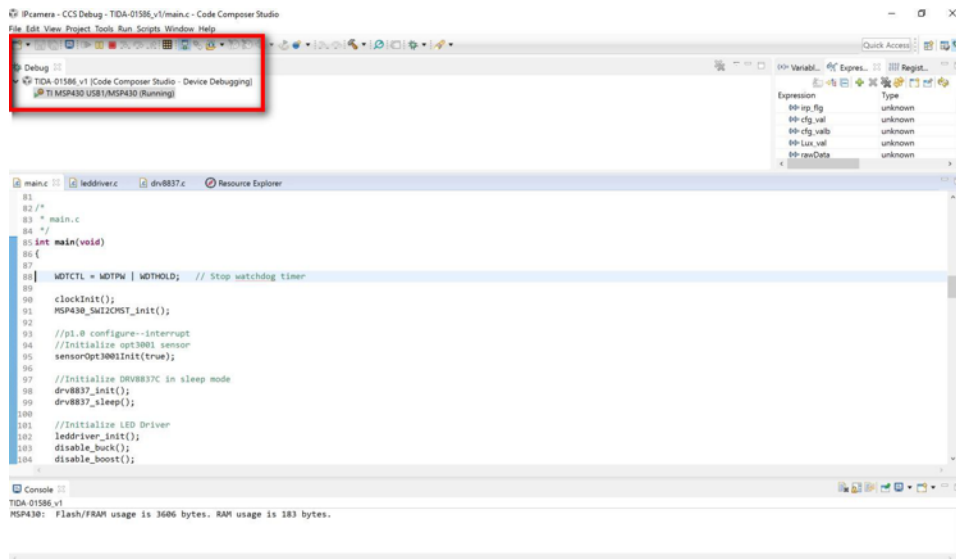 IPcamera - CCS Debug - TIDA-01586_v1/main.c - Code Composer Studio
File Edit View Project Tools Run Scripts Window Help
Quick Access
Debug
TIDA-01586_v1 [Code Composer Studio - Device Debugging]
TI MSP430 USB1/MSP430 (Running)
(x)= Variabl... Expres... Regist...
Expression Type
(x)= irp_flg unknown
(x)= cfg_val unknown
(x)= cfg_valb unknown
(x)= Lux_val unknown
(x)= rawData unknown
main.c leddriver.c drv8837.c Resource Explorer
81
82 /*
83 * main.c
84 */
85 int main(void)
86 {
87
88 WDTCTL = WDTPW | WDTHOLD; // Stop watchdog timer
89
90 clockInit();
91 MSP430_SWI2CMST_init();
92
93 //p1.0 configure--interrupt
94 //Initialize opt3001 sensor
95 sensorOpt3001Init(true);
96
97 //Initialize DRV8837C in sleep mode
98 drv8837_init();
99 drv8837_sleep();
100
101 //Initialize LED Driver
102 leddriver_init();
103 disable_buck();
104 disable_boost();
Console
TIDA-01586_v1
MSP430: Flash/FRAM usage is 3606 bytes. RAM usage is 183 bytes.